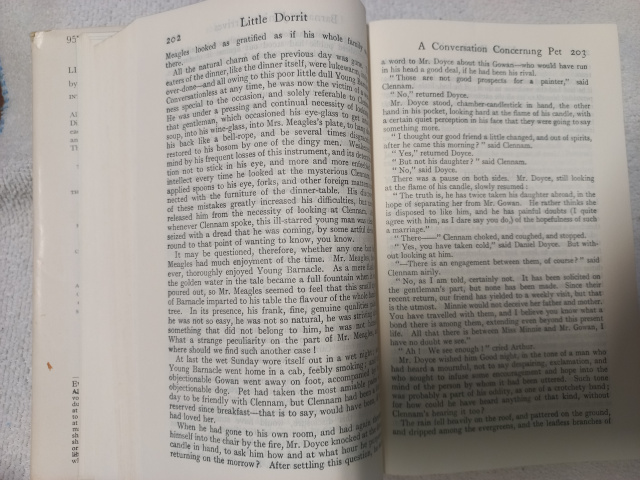 202
Little Dorrit
Meagles looked as gratified as if his whole family
there.
All the natural charm of the previous day was
eaters of the dinner, like the dinner itself, were lukewarm,
over-done—and all owing to this poor little dull Young
Conversationless at any time, he was now the victim of
ness special to the occasion, and solely referable to
He was under a pressing and continual necessity of
that gentleman, which occasioned his eye-glass to get
soup, into his wine-glass, into Mrs. Meagles's plate, to hang
his back like a bell-rope, and be several times
restored to his bosom by one of the dingy men.
mind by his frequent losses of this instrument, and its
tion not to stick in his eye, and more and more
intellect every time he looked at the mysterious
applied spoons to his eye, forks, and other foreign
nected with the furniture of the dinner-table. His
of these mistakes greatly increased his difficulties, but
released him from the necessity of looking at Clennam.
whenever Clennam spoke, this ill-starred young man was
seized with a dread that he was coming, by some artful
round to that point of wanting to know, you know.
It may be questioned, therefore, whether any one
Meagles had much enjoyment of the time. Mr. Meagles,
ever, thoroughly enjoyed Young Barnacle. As a mere
the golden water in the tale became a full fountain when
poured out, so Mr. Meagles seemed to feel that this small
of Barnacle imparted to his table the flavour of the whole
tree. In its presence, his frank, fine, genuine qualities
he was not so easy, he was not so natural, he was striving
something that did not belong to him, he was not
What a strange peculiarity on the part of Mr. Meagles,
where should we find such another case !
At last the wet Sunday wore itself out in a wet night;
Young Barnacle went home in a cab, feebly smoking;
objectionable Gowan went away on foot, accompanied
objectionable dog. Pet had taken the most amiable
day to be friendly with Clennam, but Clennam had been
reserved since breakfast—that is to say, would have been,
had loved her.
When he had gone to his own room, and had again
himself into the chair by the fire, Mr. Doyce knocked at
candle in hand, to ask him how and at what hour he
returning on the morrow? After settling this question,
A Conversation Concerning Pet 203
a word to Mr. Doyce about this Gowan—who would have run
in his head a good deal, if he had been his rival.
"Those are not good prospects for a painter," said
Clennam.
"No," returned Doyce.
Mr. Doyce stood, chamber-candlestick in hand, the other
hand in his pocket, looking hard at the flame of his candle, with
a certain quiet perception in his face that they were going to say
something more.
"I thought our good friend a little changed, and out of spirits,
after he came this morning?" said Clennam.
"Yes," returned Doyce.
"But not his daughter?" said Clennam.
"No," said Doyce.
There was a pause on both sides. Mr. Doyce, still looking
at the flame of his candle, slowly resumed:
"The truth is, he has twice taken his daughter abroad, in the
hope of separating her from Mr. Gowan. He rather thinks she
is disposed to like him, and he has painful doubts (I quite
agree with him, as I dare say you do,) of the hopefulness of such
a marriage."
"There——" Clennam choked, and coughed, and stopped.
"Yes, you have taken cold," said Daniel Doyce. But with-
out looking at him.
"—There is an engagement between them, of course?" said
Clennam airily.
"No, as I am told, certainly not. It has been solicited on
the gentleman's part, but none has been made. Since their
recent return, our friend has yielded to a weekly visit, but that
is the utmost. Minnie would not deceive her father and mother.
You have travelled with them, and I believe you know what a
bond there is among them, extending even beyond this present
life. All that there is between Miss Minnie and Mr. Gowan, I
have no doubt we see."
"Ah! We see enough!" cried Arthur.
Mr. Doyce wished him Good Night, in the tone of a man who
had heard a mournful, not to say despairing, exclamation, and
who sought to infuse some encouragement and hope into the
mind of the person by whom it had been uttered. Such tone
was probably a part of his oddity, as one of a crotchety band;
for how could he have heard anything of that kind, without
Clennam's hearing it too?
The rain fell heavily on the roof, and pattered on the ground,
and dripped among the evergreens, and the leafless branches of